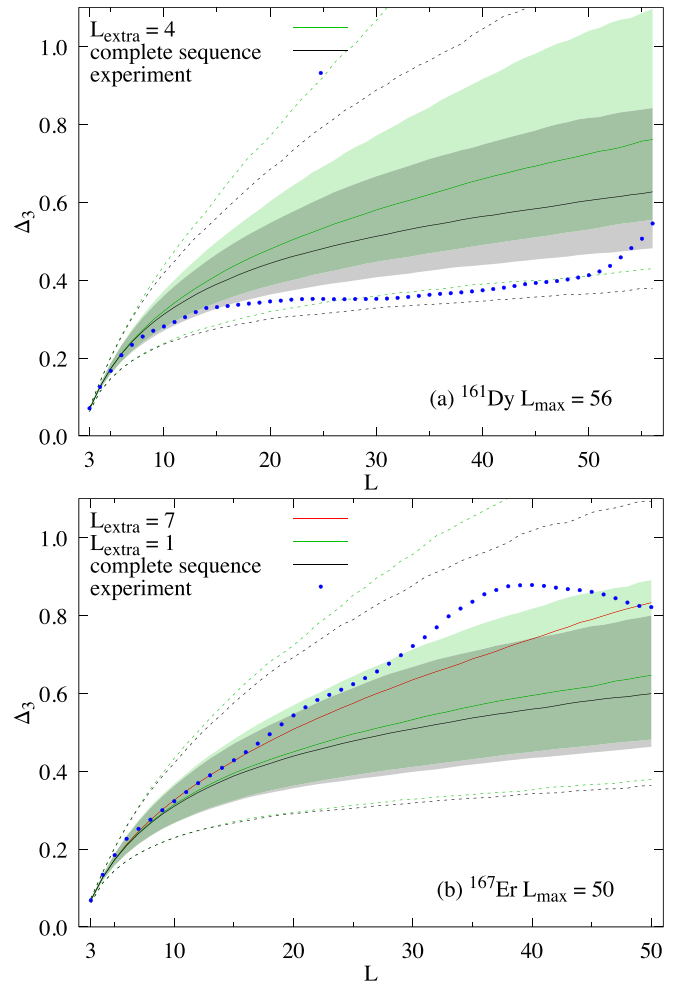 L_extra = 4
complete sequence
experiment
1.0
0.8
0.6
0.4
0.2
0.0
Δ_3
3 10 20 30 40 50
L
(a) ^161Dy L_max = 56
L_extra = 7
L_extra = 1
complete sequence
experiment
1.0
0.8
0.6
0.4
0.2
0.0
Δ_3
3 10 20 30 40 50
L
(b) ^167Er L_max = 50